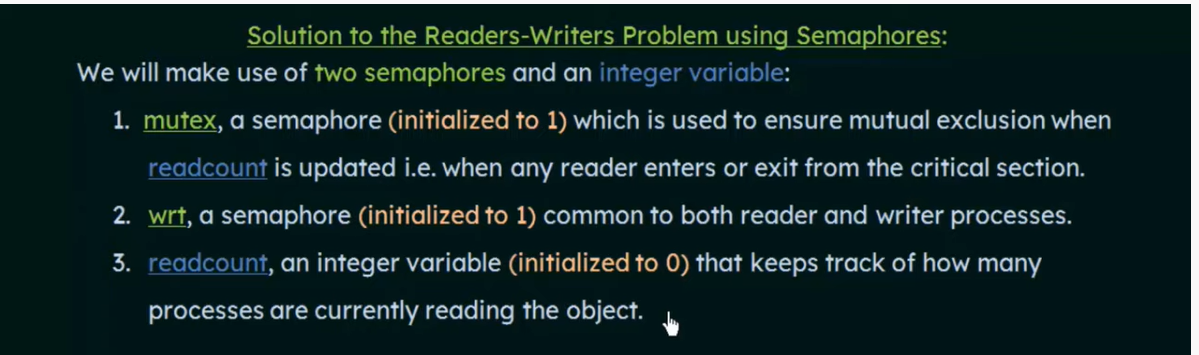 Solution to the Readers-Writers Problem using Semaphores:
We will make use of two semaphores and an integer variable:
1. mutex, a semaphore (initialized to 1) which is used to ensure mutual exclusion when
readcount is updated i.e. when any reader enters or exit from the critical section.
2. wrt, a semaphore (initialized to 1) common to both reader and writer processes.
3. readcount, an integer variable (initialized to 0) that keeps track of how many
processes are currently reading the object.